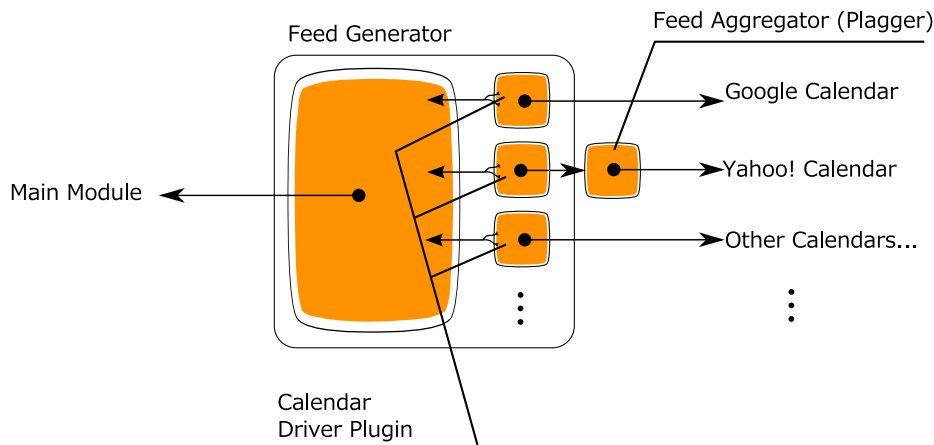 Feed Aggregator (Plagger)
Feed Generator
Google Calendar
Yahoo! Calendar
Main Module
Other Calendars...
Calendar
Driver Plugin